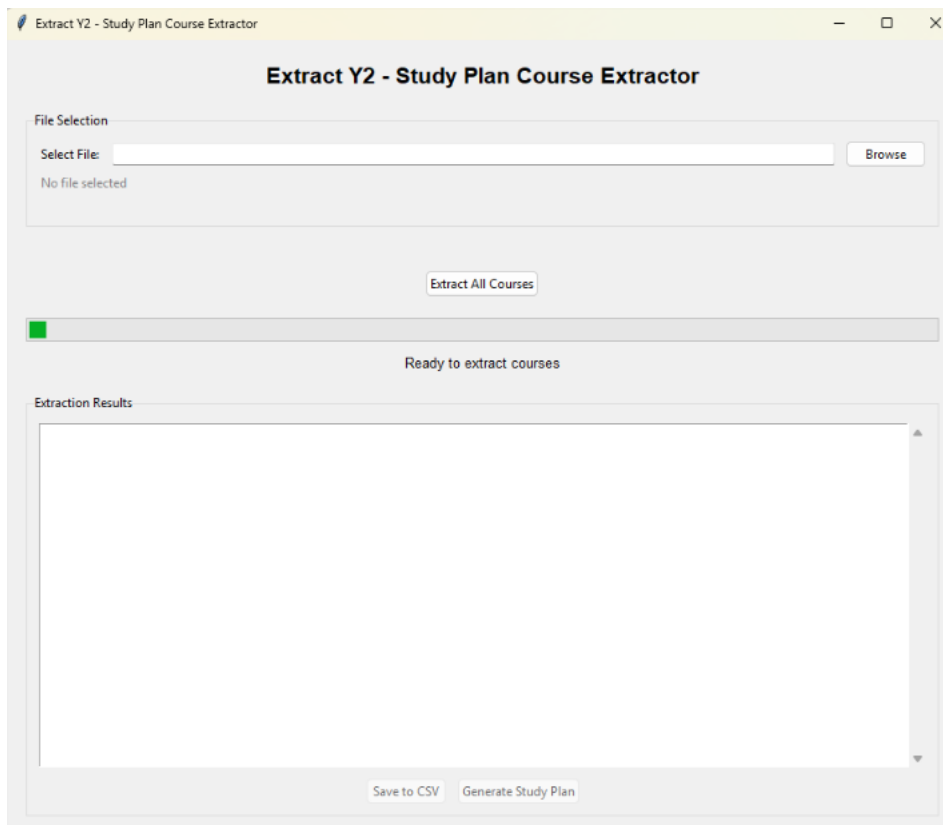 Extract Y2 - Study Plan Course Extractor
Extract Y2 - Study Plan Course Extractor
File Selection
Select File:
Browse
No file selected
Extract All Courses
Ready to extract courses
Extraction Results
Save to CSV
Generate Study Plan